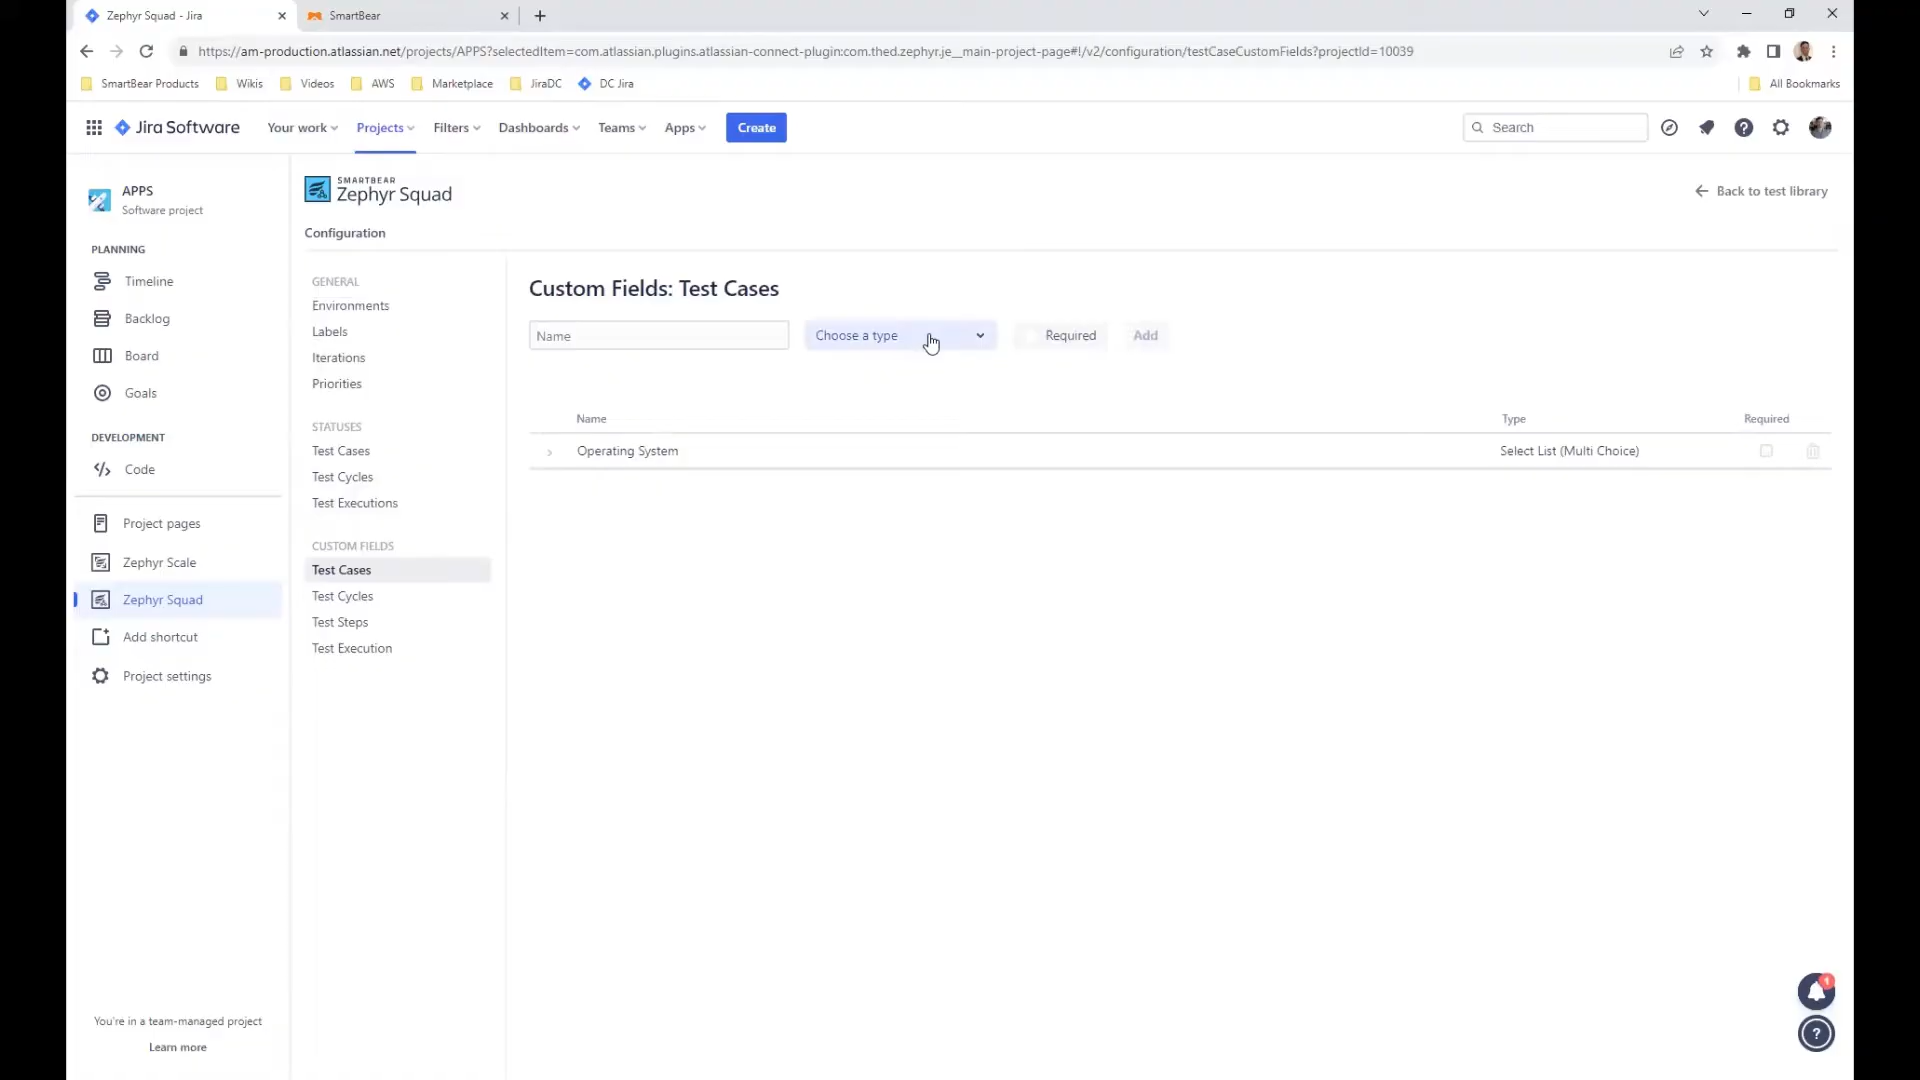 Zephyr Squad - Jira
SmartBear
https://am-production.atlassian.net/projects/APPS?selectedItem=com.atlassian.plugins.atlassian-connect-plugin:com.thed.zephyr.je__main-project-page#!/v2/configuration/testCaseCustomFields?projectId=10039
SmartBear Products Wikis Videos AWS Marketplace JiraDC DC Jira All Bookmarks
Jira Software Your work Projects Filters Dashboards Teams Apps Create Search
APPS
Software project
PLANNING
Timeline
Backlog
Board
Goals
DEVELOPMENT
Code
Project pages
Zephyr Scale
Zephyr Squad
Add shortcut
Project settings
You're in a team-managed project
Learn more
SMARTBEAR
Zephyr Squad
Back to test library
Configuration
GENERAL
Environments
Labels
Iterations
Priorities
STATUSES
Test Cases
Test Cycles
Test Executions
CUSTOM FIELDS
Test Cases
Test Cycles
Test Steps
Test Execution
Custom Fields: Test Cases
Name Choose a type Required Add
Name Type Required
Operating System Select List (Multi Choice)
1
?